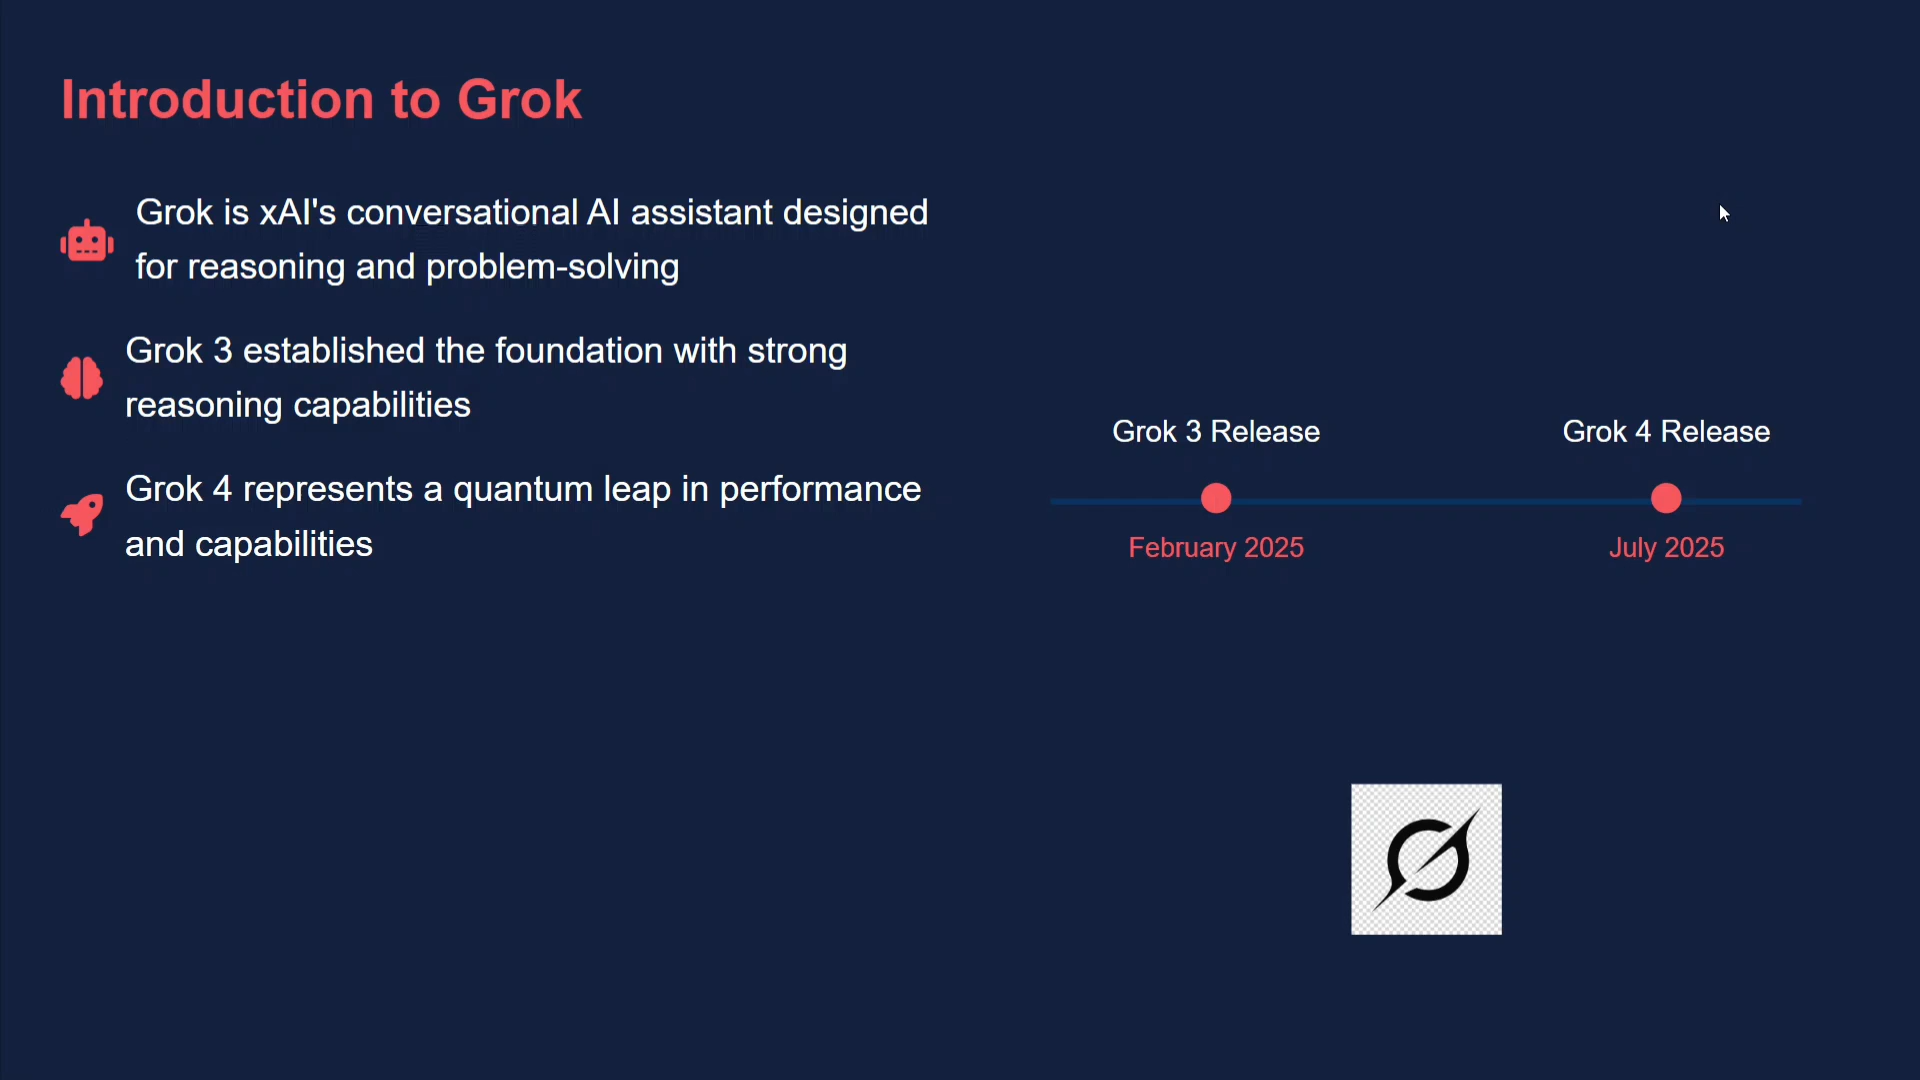 Introduction to Grok
Grok is xAI's conversational AI assistant designed
for reasoning and problem-solving
Grok 3 established the foundation with strong
reasoning capabilities
Grok 4 represents a quantum leap in performance
and capabilities
Grok 3 Release
February 2025
Grok 4 Release
July 2025